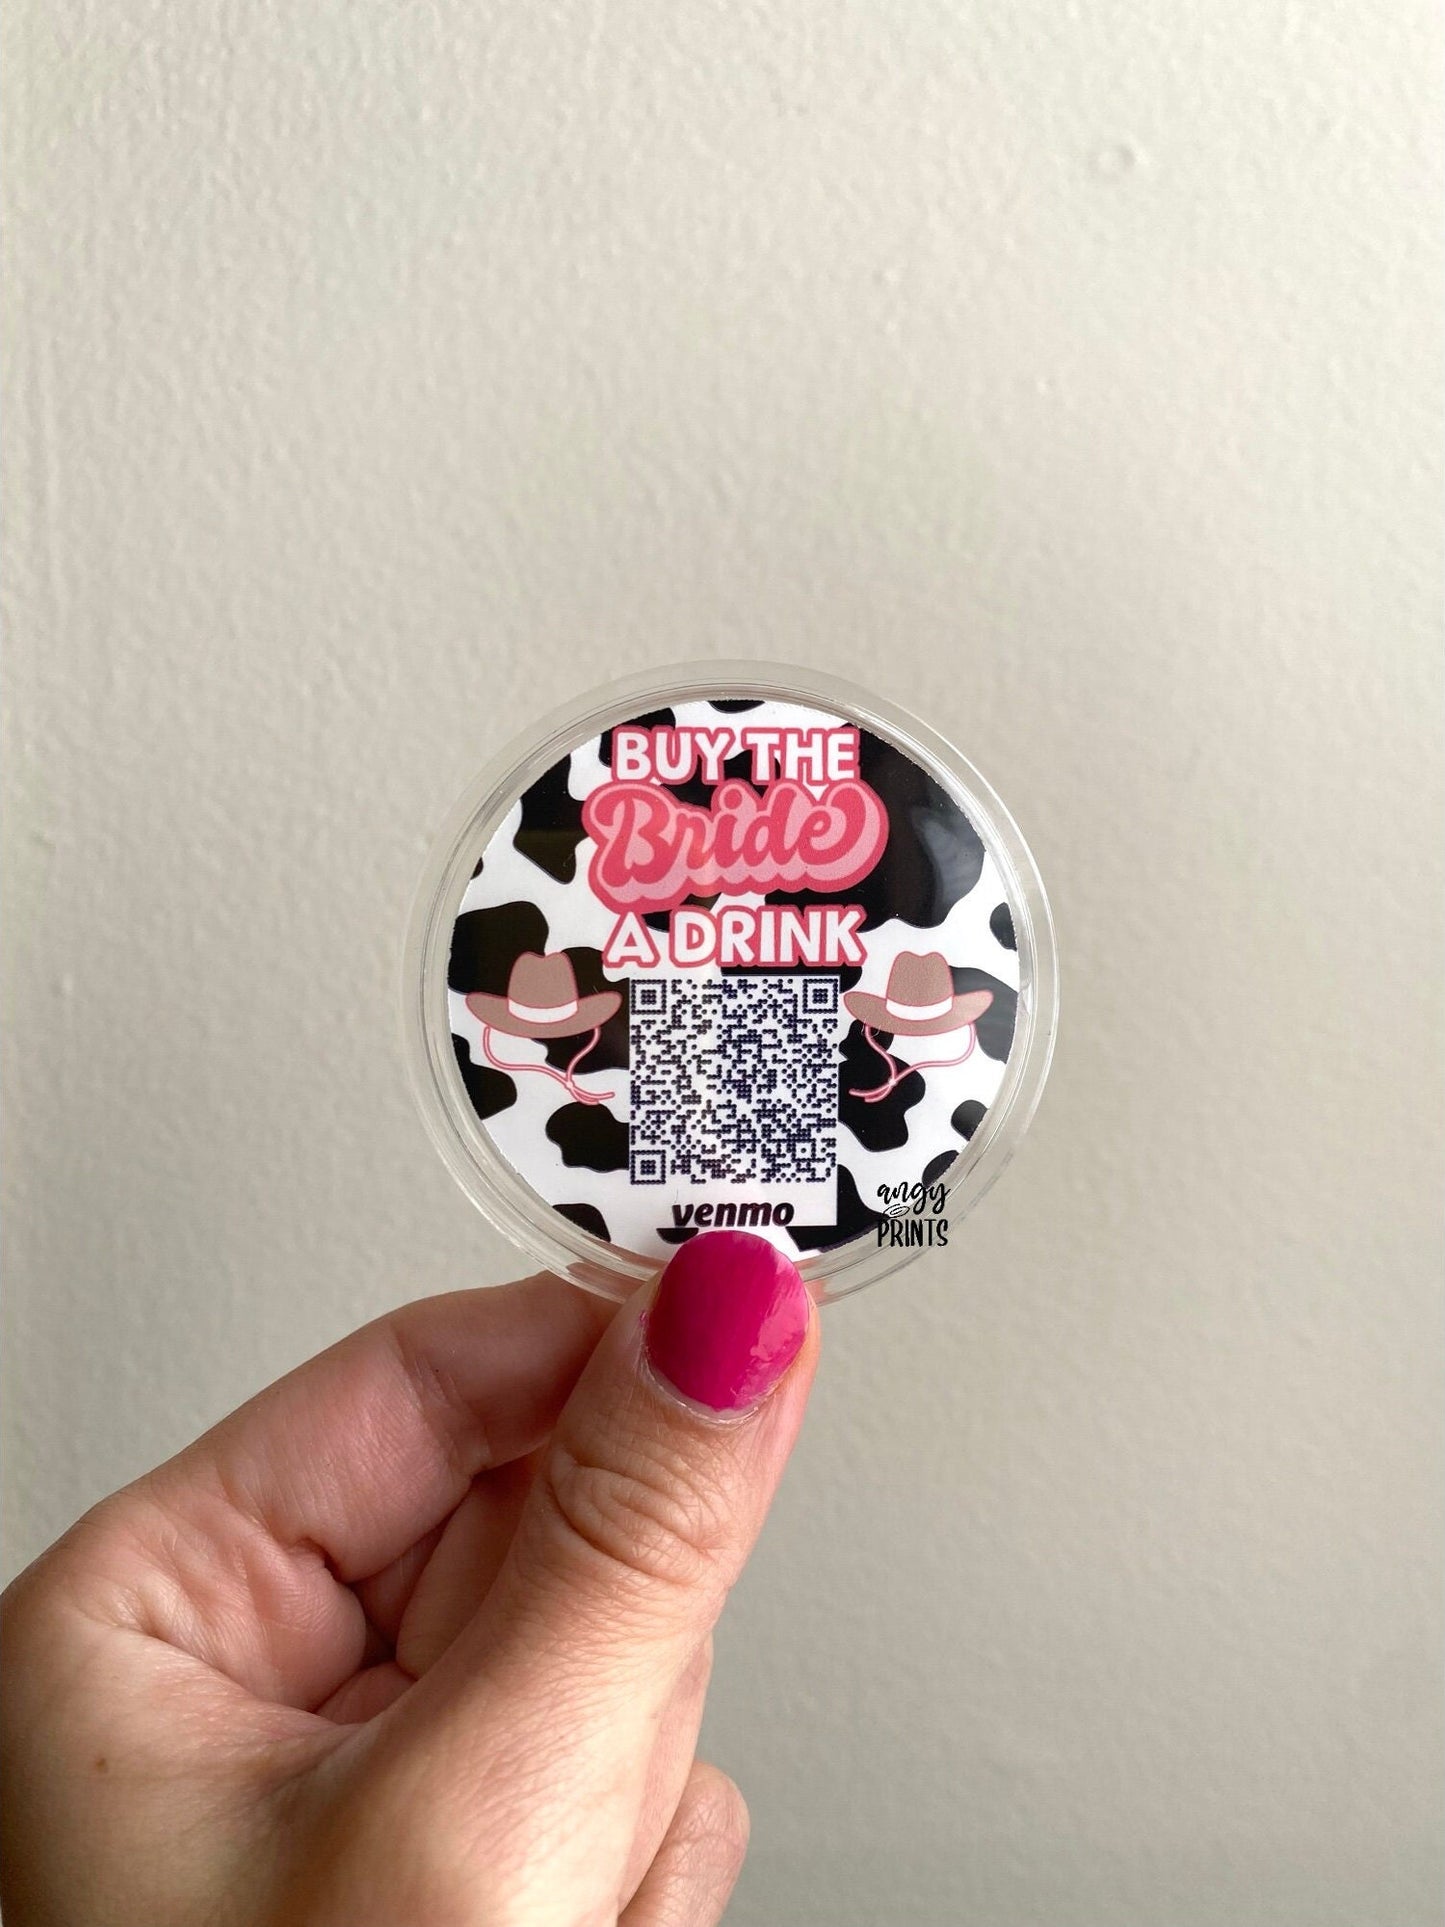 BUY THE
Bride
A DRINK
venmo
angy
PRINTS